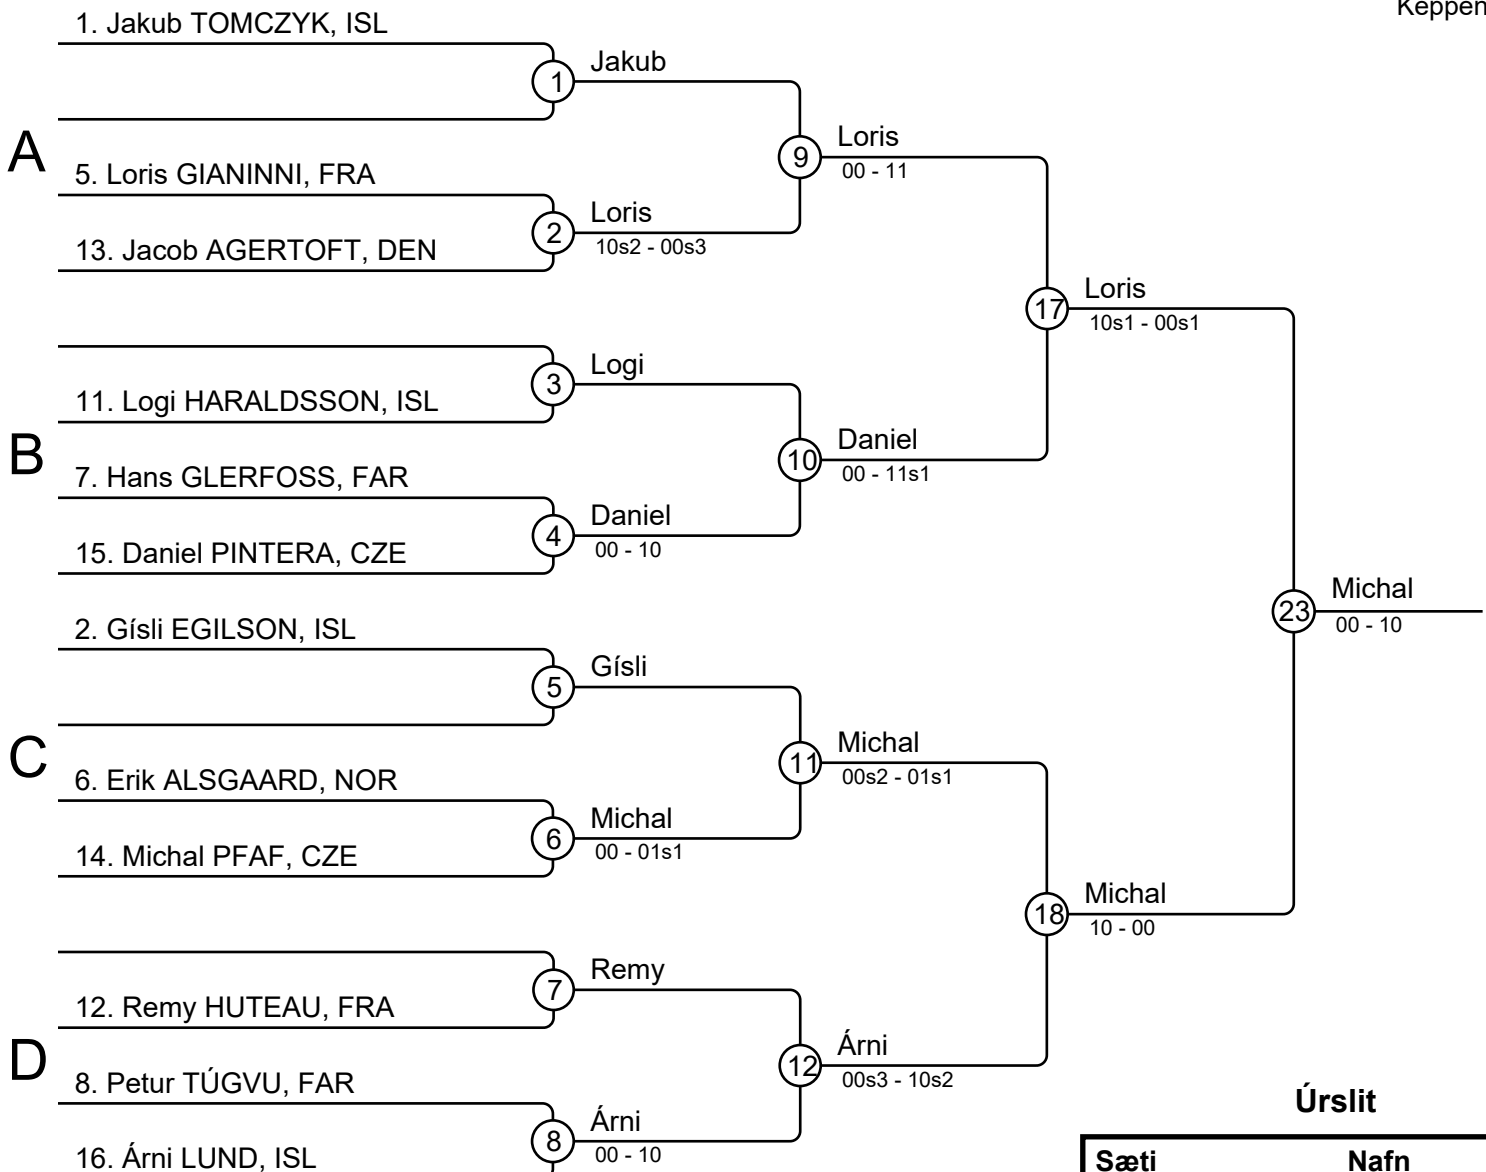 Keppen
1. Jakub TOMCZYK, ISL
1
Jakub
A
5. Loris GIANINNI, FRA
9
Loris
00 - 11
13. Jacob AGERTOFT, DEN
2
Loris
10s2 - 00s3
17
Loris
10s1 - 00s1
B
11. Logi HARALDSSON, ISL
3
Logi
7. Hans GLERFOSS, FAR
10
Daniel
00 - 11s1
15. Daniel PINTERA, CZE
4
Daniel
00 - 10
23
Michal
00 - 10
2. Gísli EGILSON, ISL
5
Gísli
C
6. Erik ALSGAARD, NOR
11
Michal
00s2 - 01s1
14. Michal PFAF, CZE
6
Michal
00 - 01s1
18
Michal
10 - 00
D
12. Remy HUTEAU, FRA
7
Remy
8. Petur TÚGVU, FAR
12
Árni
00s3 - 10s2
16. Árni LUND, ISL
8
Árni
00 - 10
Úrslit
Sæti Nafn